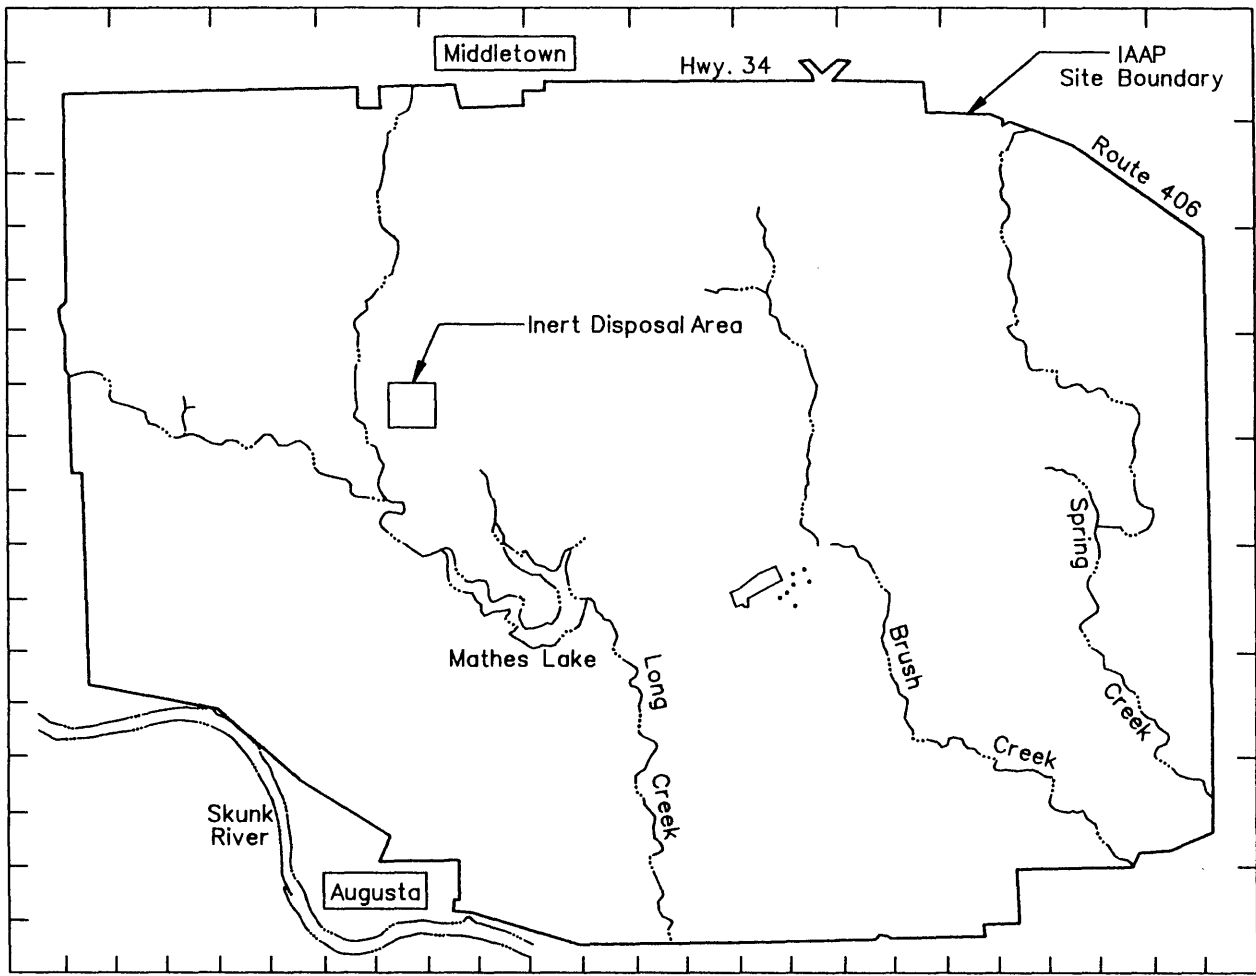 Middletown
Hwy. 34
IAAP
Site Boundary
Route 406
Inert Disposal Area
Spring
Creek
Mathes Lake
Long
Creek
Brush
Creek
Skunk
River
Augusta